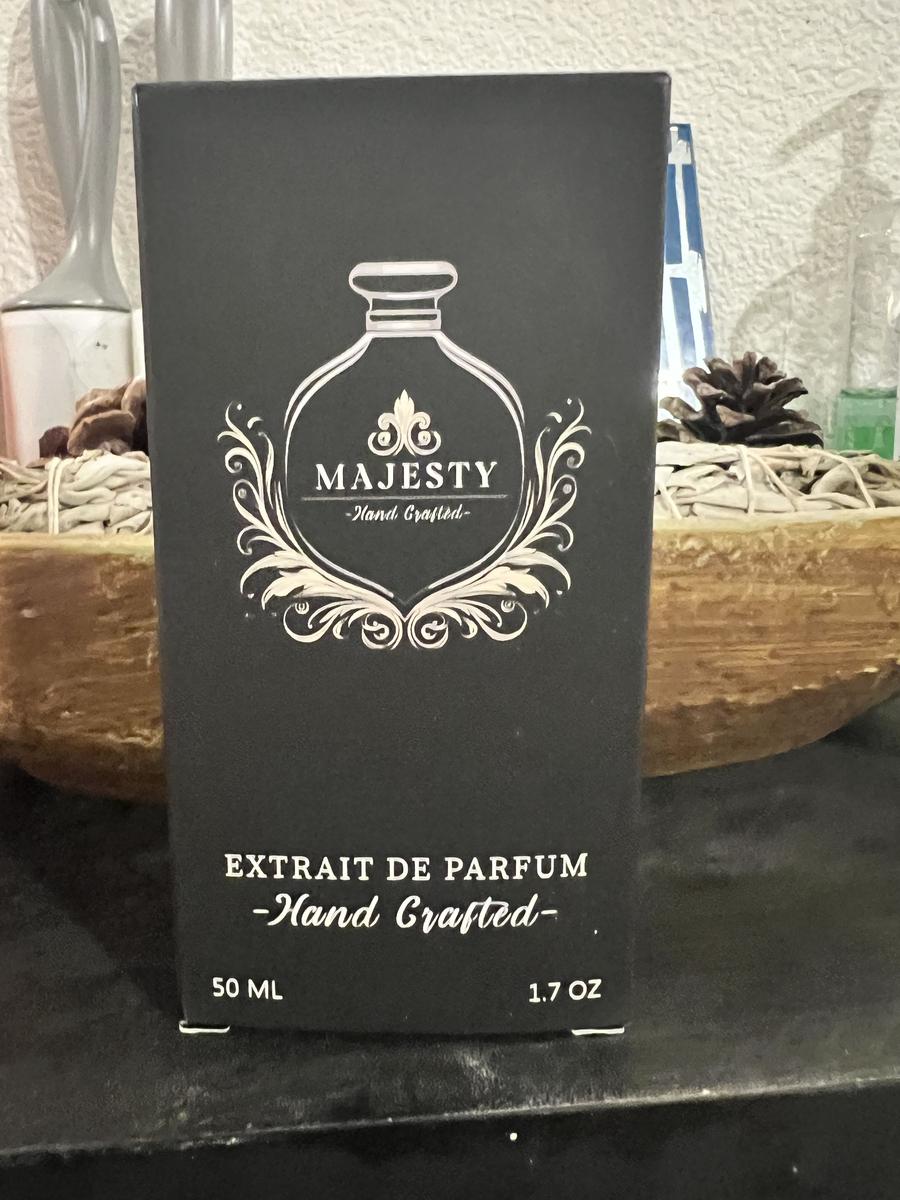 MAJESTY
-Hand Crafted-
EXTRAIT DE PARFUM
-Hand Crafted-
50 ML
1.7 OZ